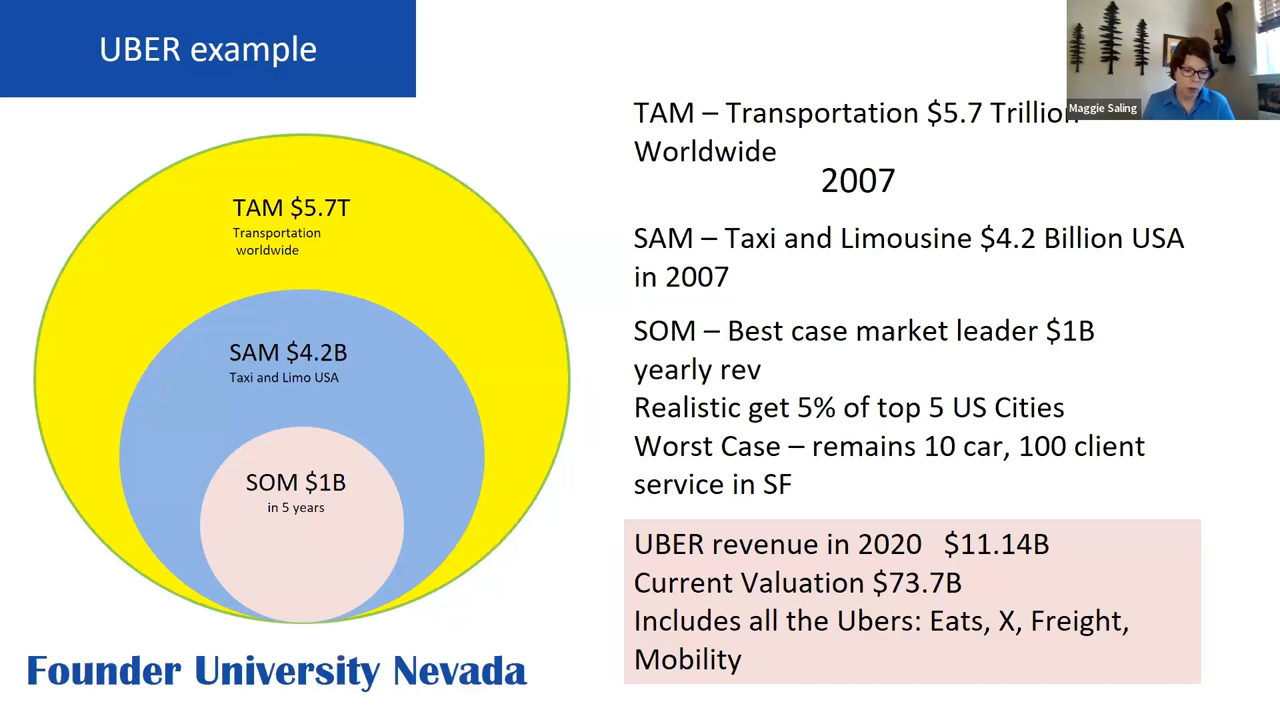 UBER example
Maggie Saling
TAM – Transportation $5.7 Trillion
Worldwide
2007
SAM – Taxi and Limousine $4.2 Billion USA
in 2007
SOM – Best case market leader $1B
yearly rev
Realistic get 5% of top 5 US Cities
Worst Case – remains 10 car, 100 client
service in SF
UBER revenue in 2020 $11.14B
Current Valuation $73.7B
Includes all the Ubers: Eats, X, Freight,
Mobility
TAM $5.7T
Transportation
worldwide
SAM $4.2B
Taxi and Limo USA
SOM $1B
in 5 years
Founder University Nevada